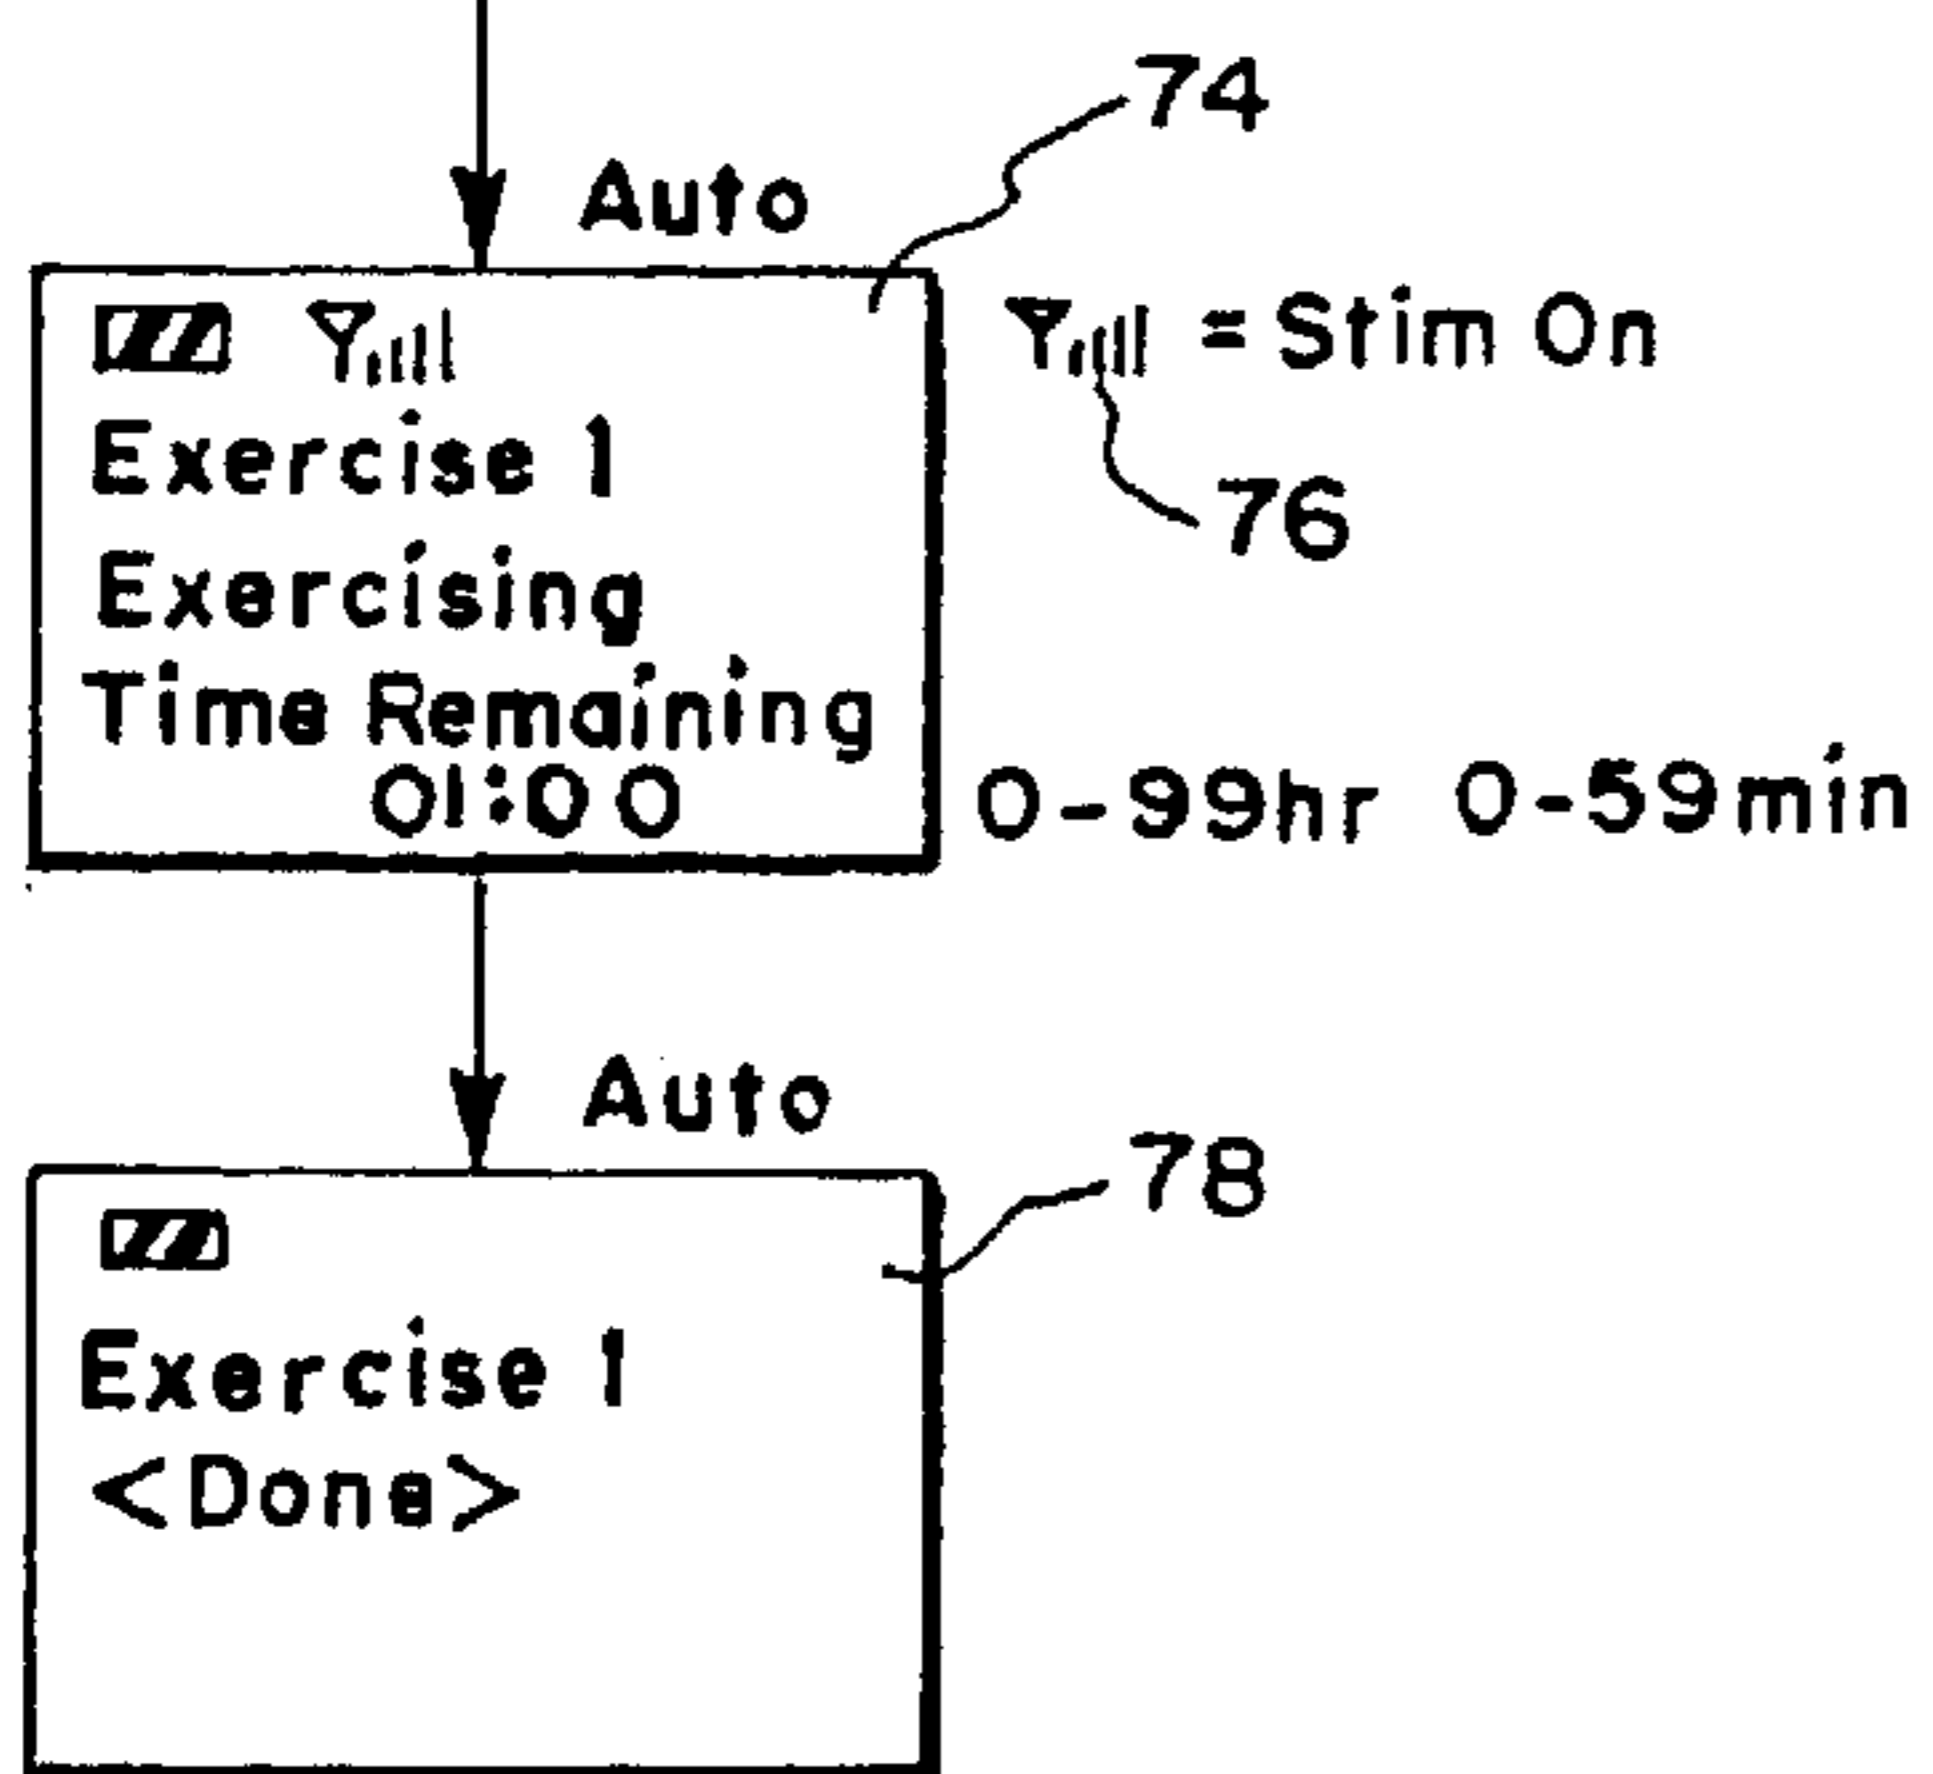 74
Auto
= Stim On
Exercise 1
76
Exercising
Time Remaining
01:00
0-99hr 0-59min
Auto
78
Exercise 1
<Done>